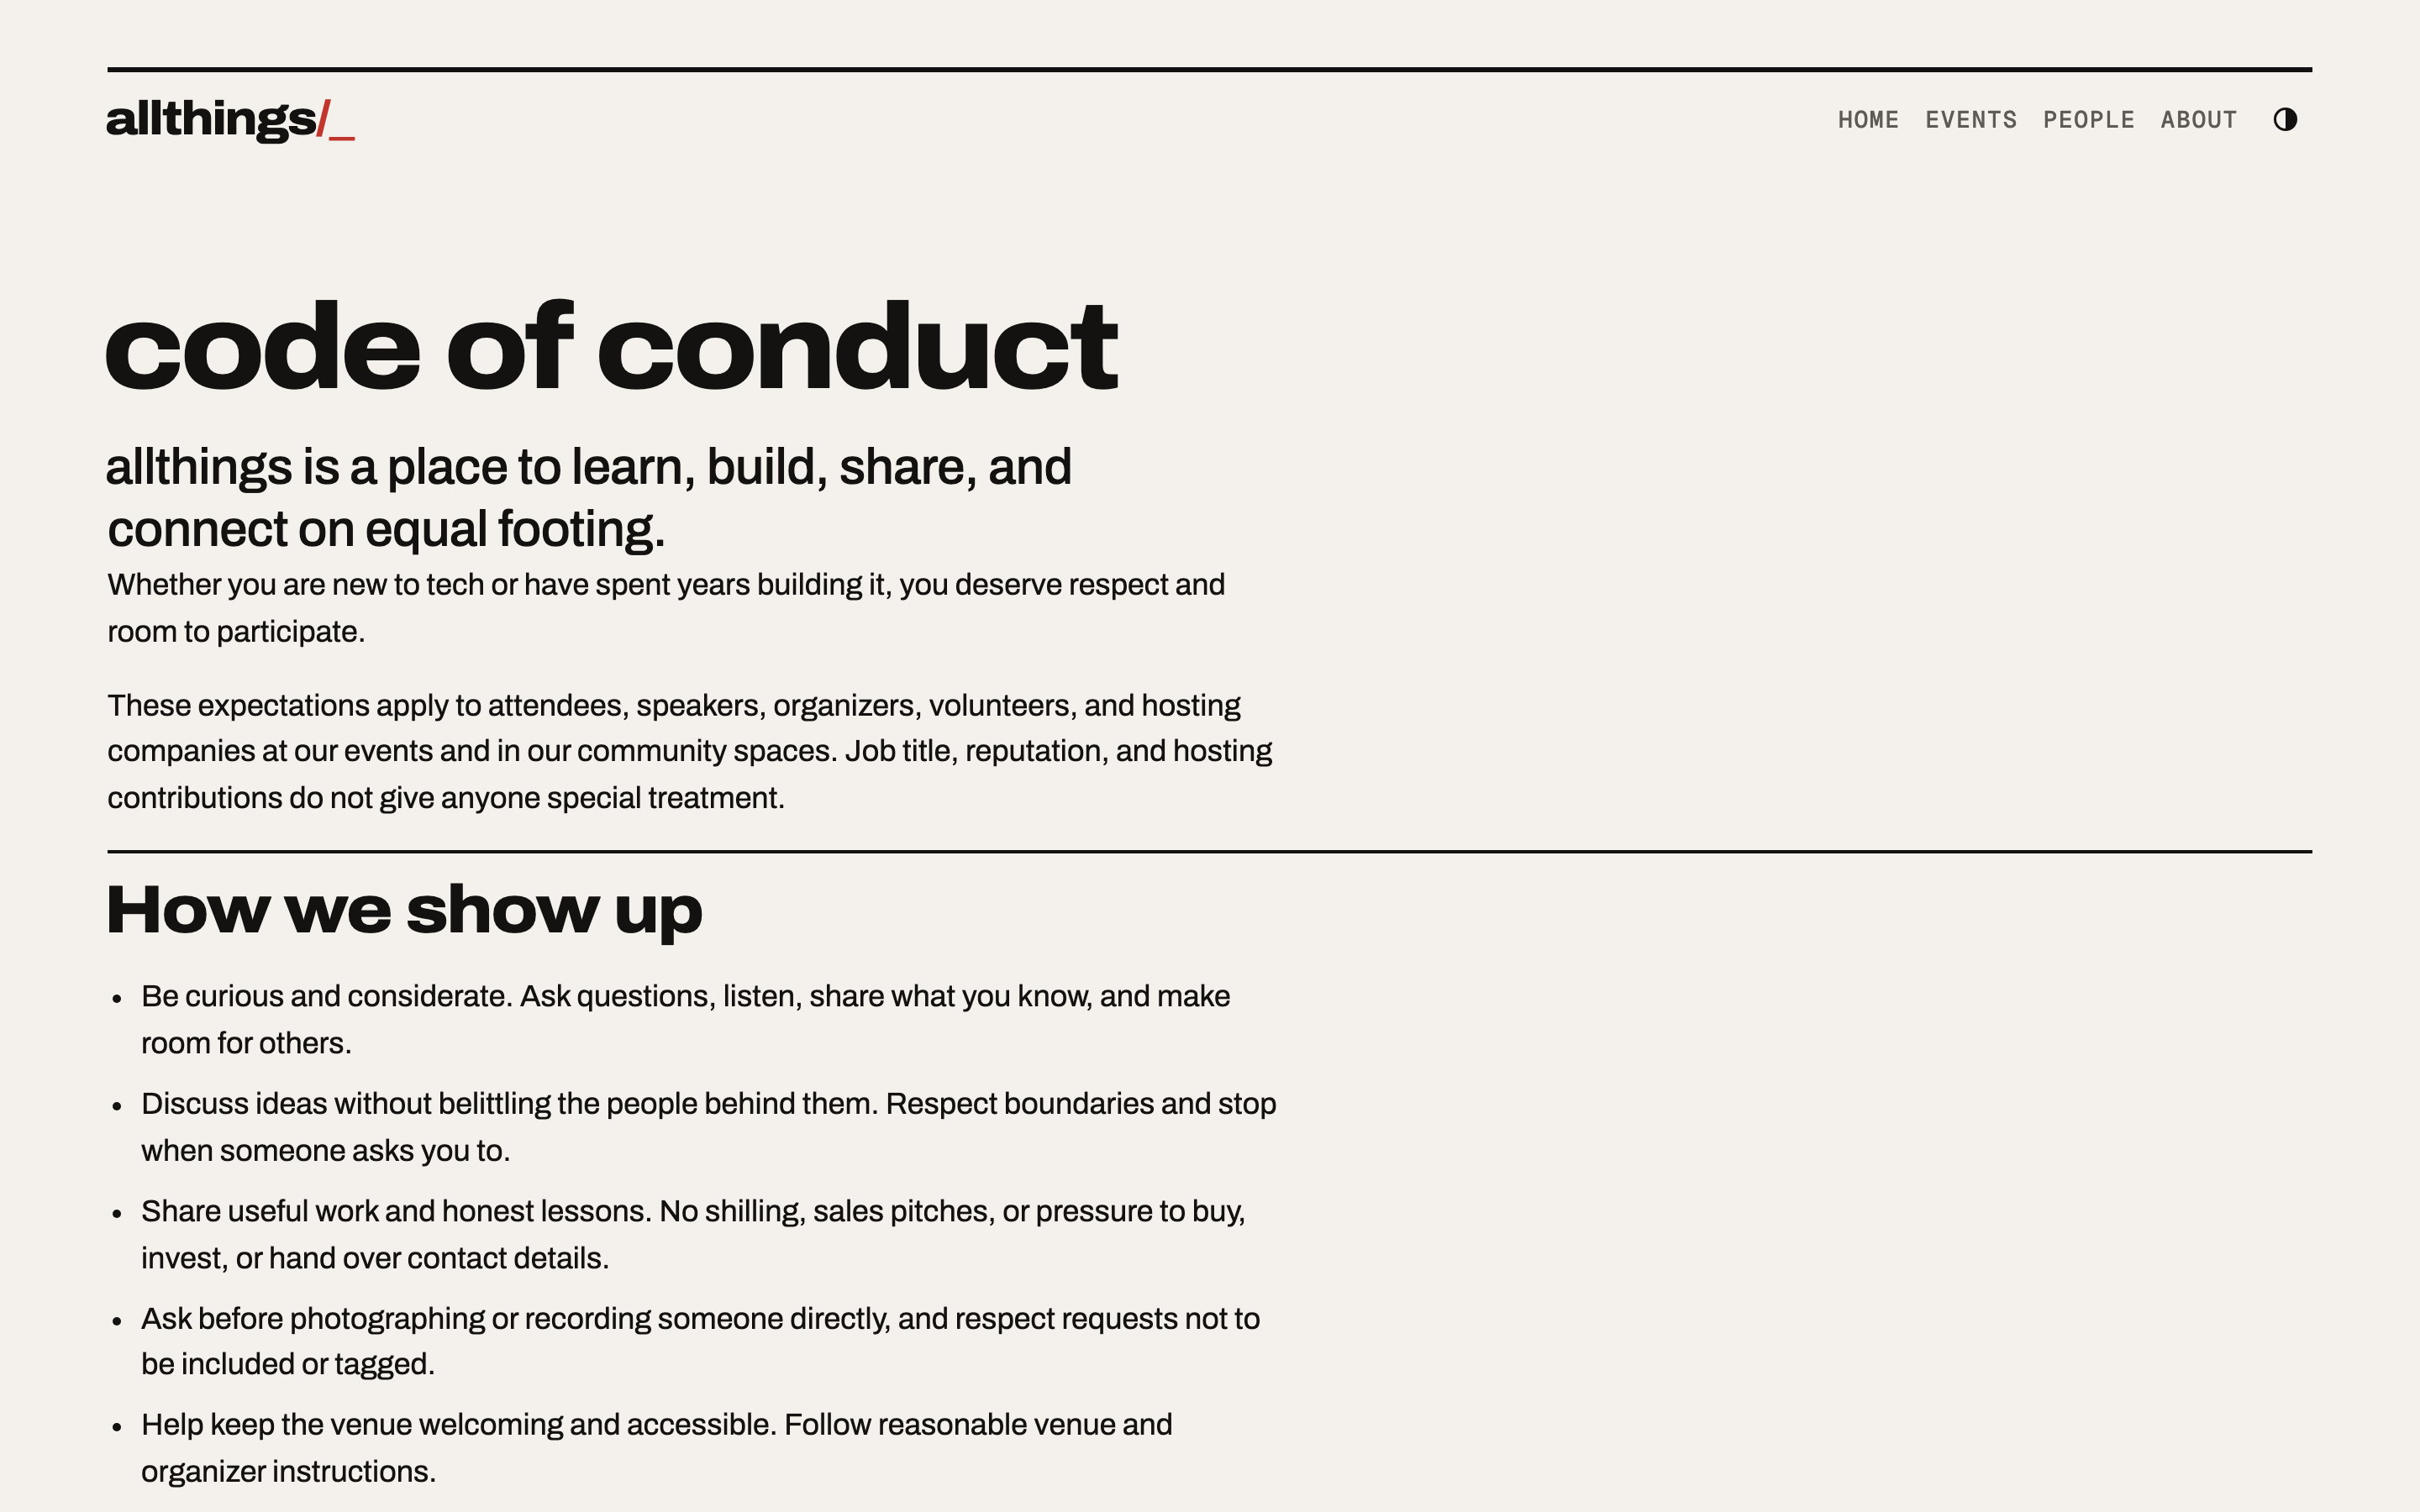 allthings/_
HOME EVENTS PEOPLE ABOUT
code of conduct
allthings is a place to learn, build, share, and
connect on equal footing.
Whether you are new to tech or have spent years building it, you deserve respect and
room to participate.
These expectations apply to attendees, speakers, organizers, volunteers, and hosting
companies at our events and in our community spaces. Job title, reputation, and hosting
contributions do not give anyone special treatment.
How we show up
• Be curious and considerate. Ask questions, listen, share what you know, and make
room for others.
• Discuss ideas without belittling the people behind them. Respect boundaries and stop
when someone asks you to.
• Share useful work and honest lessons. No shilling, sales pitches, or pressure to buy,
invest, or hand over contact details.
• Ask before photographing or recording someone directly, and respect requests not to
be included or tagged.
• Help keep the venue welcoming and accessible. Follow reasonable venue and
organizer instructions.